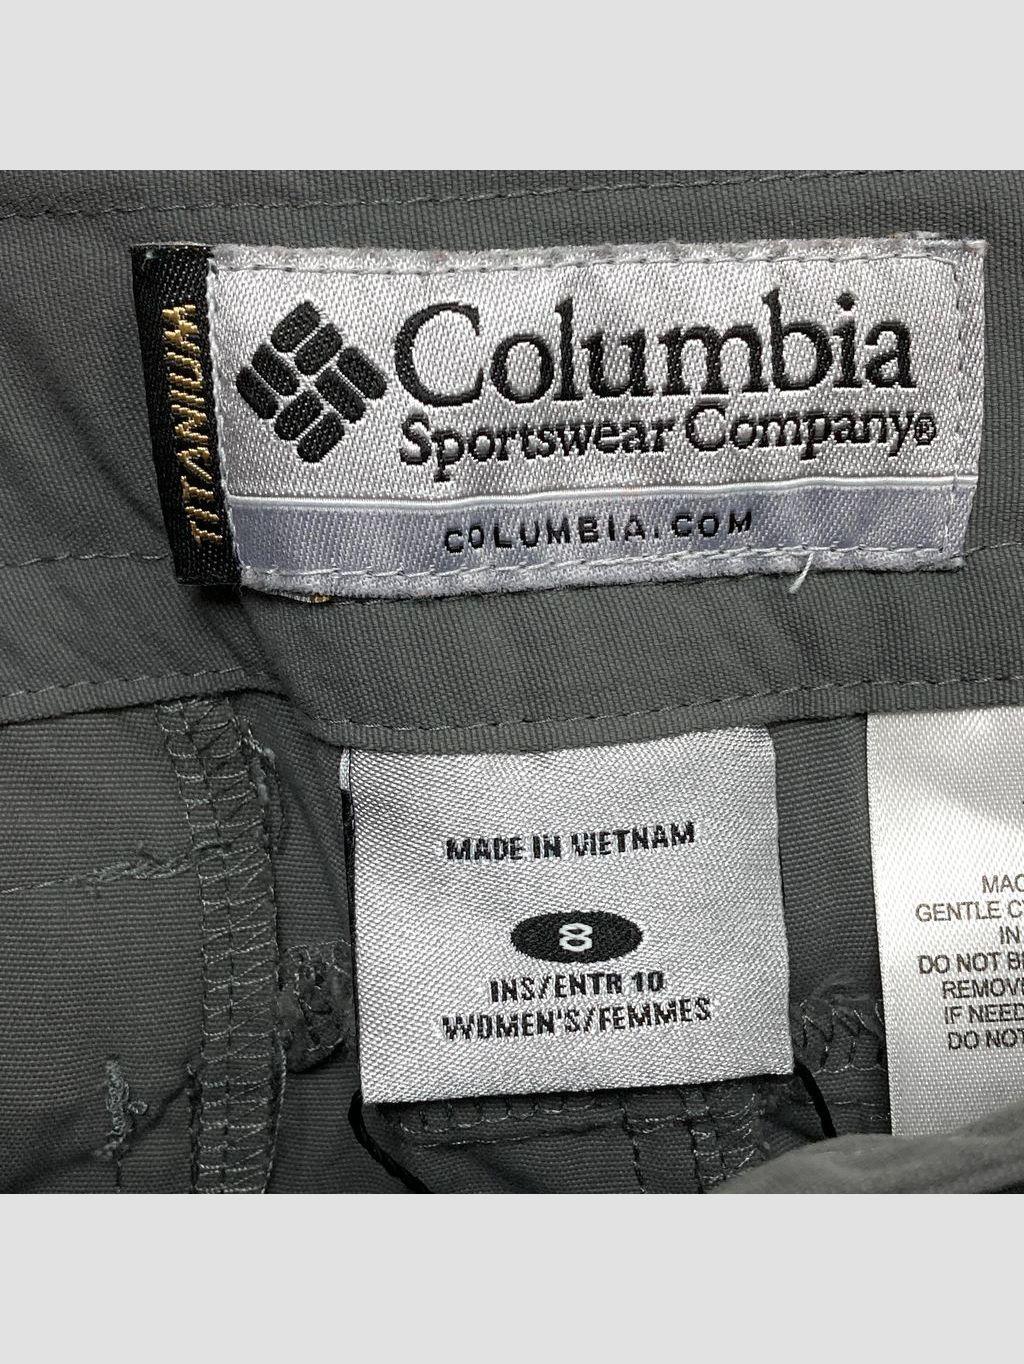 TITANIUM
Columbia
Sportswear Company®
COLUMBIA.COM
MADE IN VIETNAM
8
INS/ENTR 10
WOMEN'S/FEMMES
GENTLE
IN
DO NOT
REMOVE
IF NEED
DO NOT